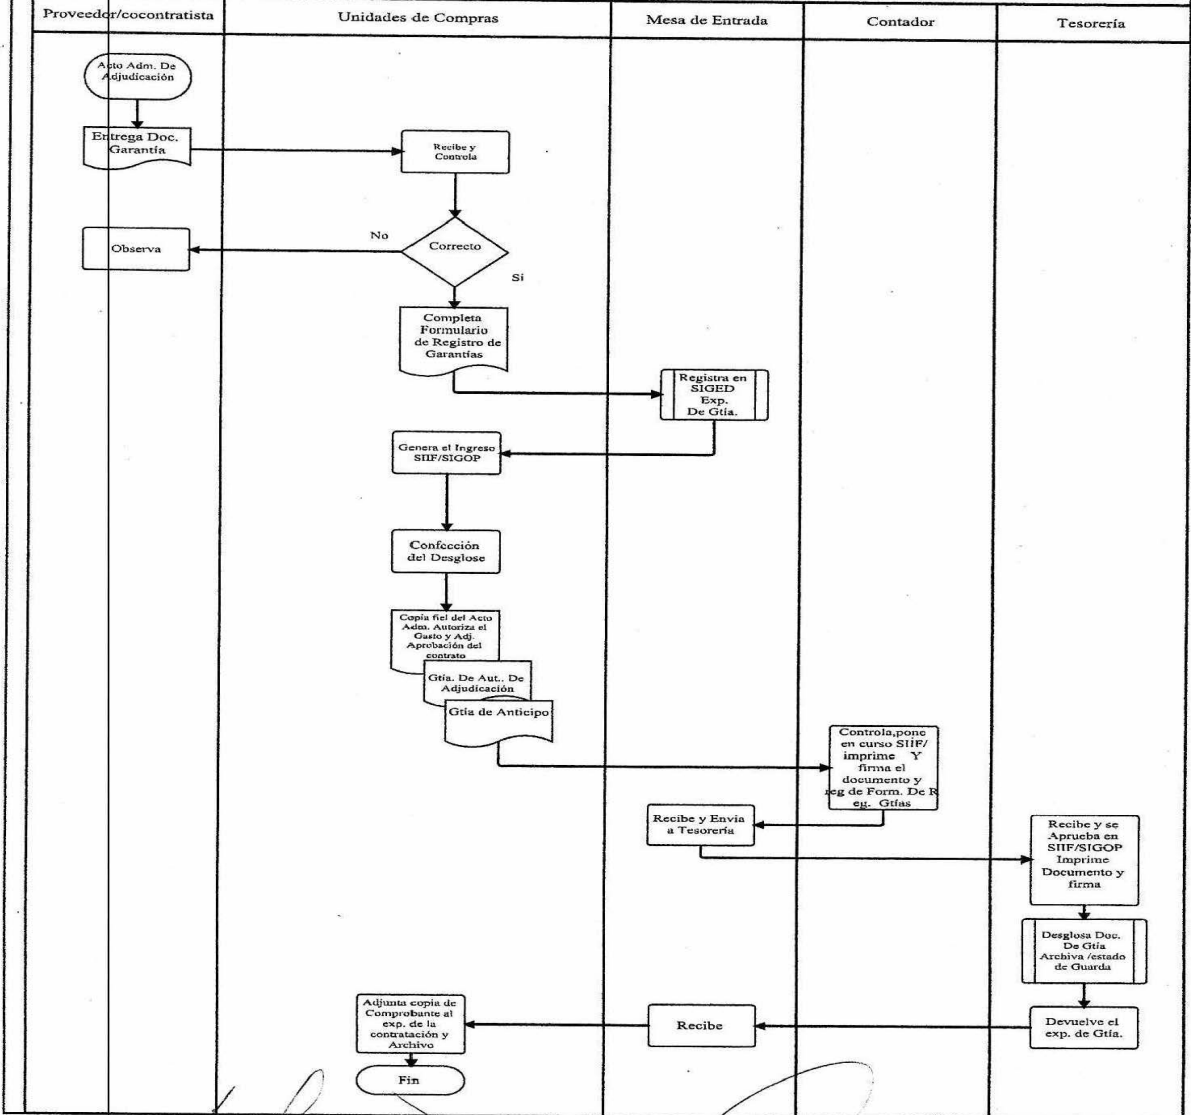 Proveedor/cocontratista
Unidades de Compras
Mesa de Entrada
Contador
Tesorería
Acto Adm. De
Adjudicación
Entrega Doc.
Garantía
Recibe y
Controla
Observa
No
Correcto
Si
Completa
Formulario
de Registro de
Garantías
Registra en
SIGED
Exp.
De Gtía.
Genera el Ingreso
SIIF/SIGOP
Confección
del Desglose
Copia fiel del Acto
Adm. Autoriza el
Gasto y Adj.
Aprobación del
contrato
Gtía. De Aut.. De
Adjudicación
Gtía de Anticipo
Controla,pone
en curso SIIF/
imprime Y
firma el
documento y
reg de Form. De R
eg. Gtías
Recibe y Envia
a Tesorería
Recibe y se
Aprueba en
SIIF/SIGOP
Imprime
Documento y
firma
Desglosa Doc.
De Gtía
Archiva /estado
de Guarda
Devuelve el
exp. de Gtía.
Recibe
Adjunta copia de
Comprobante al
exp. de la
contratación y
Archivo
Fin